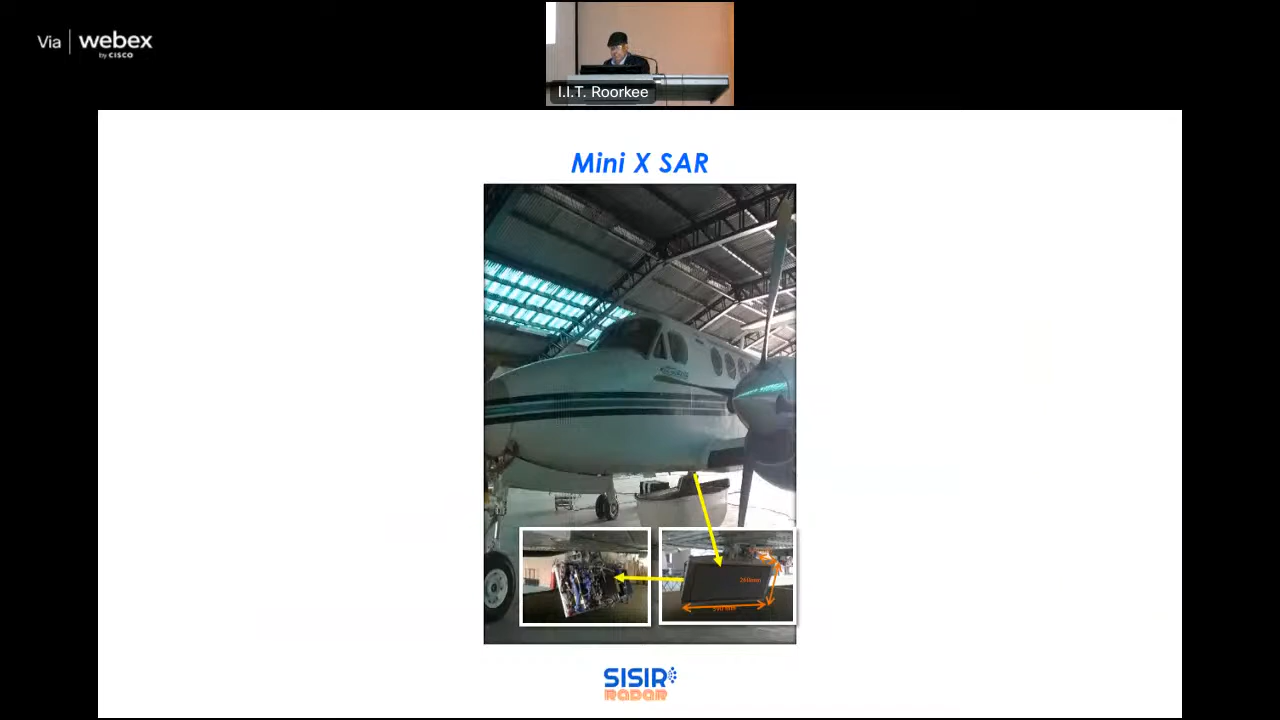 Via | webex
by CISCO
I.I.T. Roorkee
Mini X SAR
SISIR
RADAR